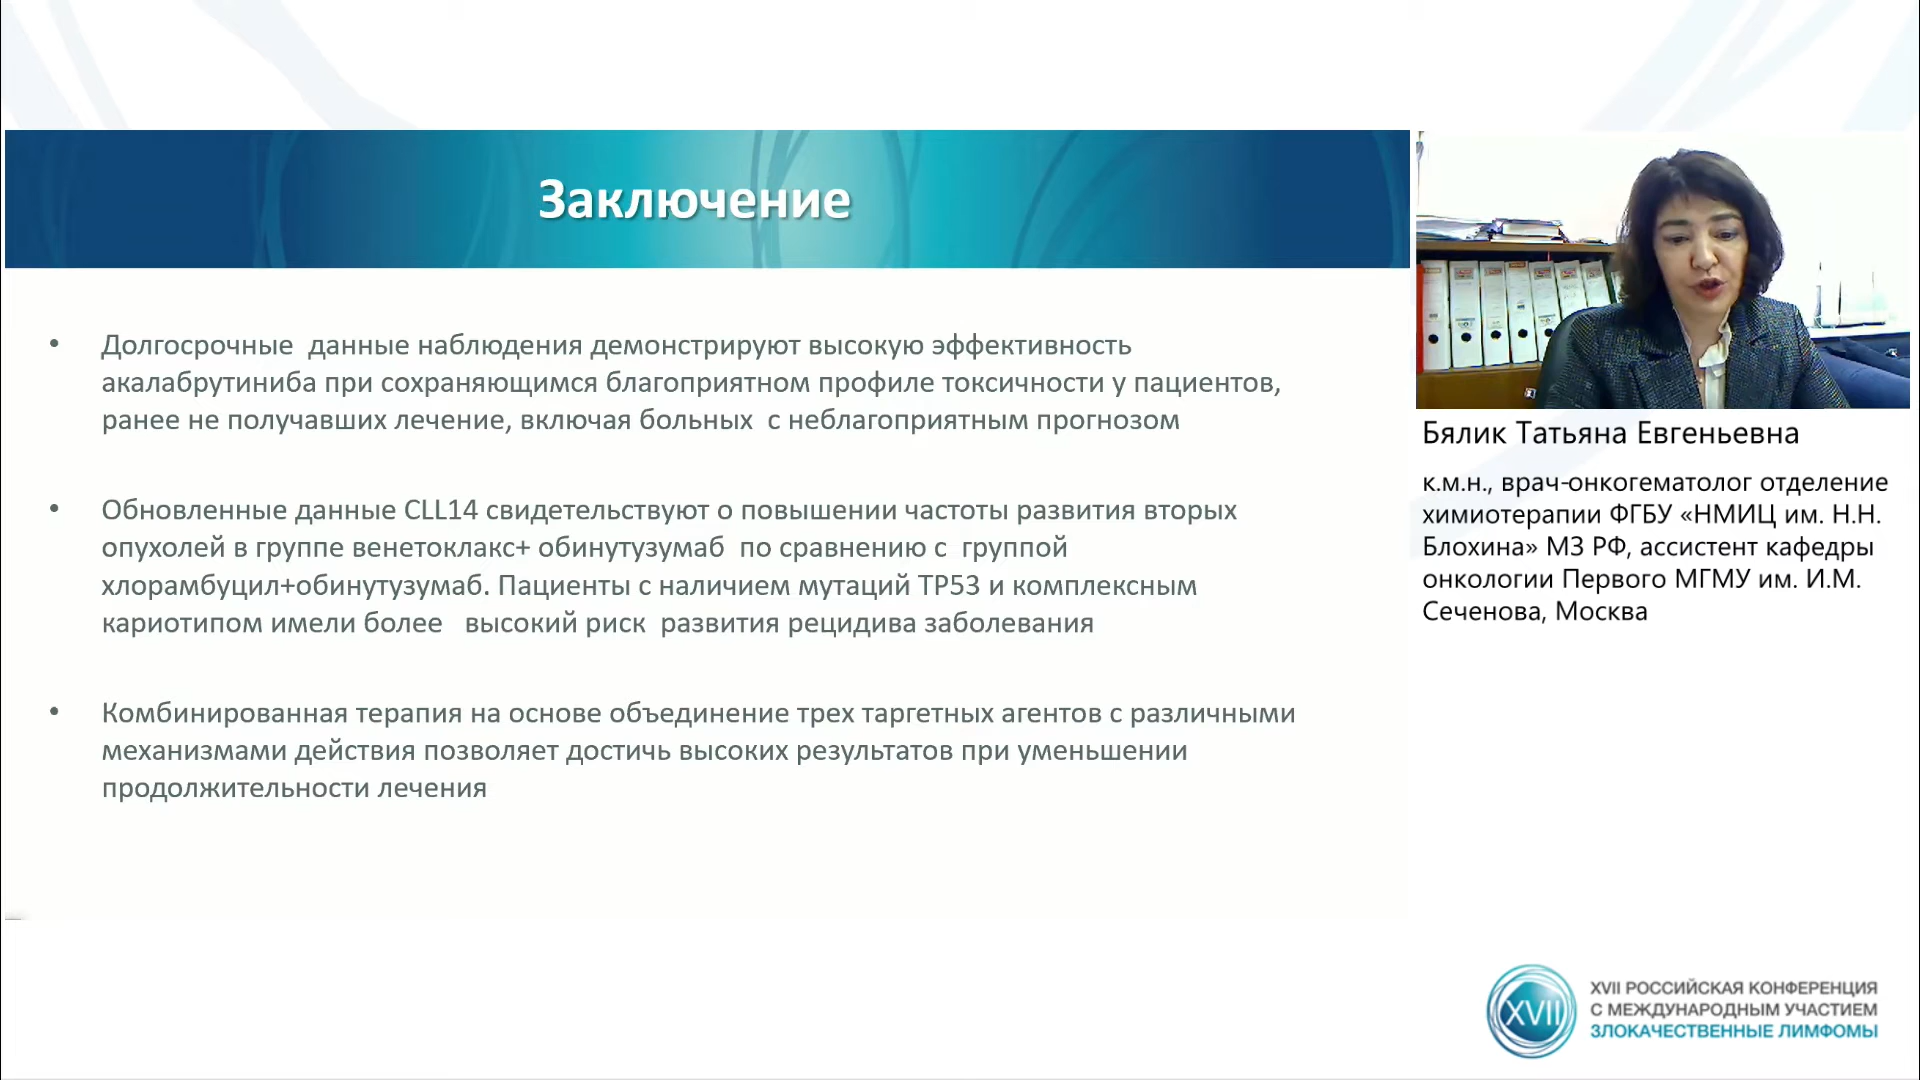 Заключение
• Долгосрочные данные наблюдения демонстрируют высокую эффективность
акалабрутиниба при сохраняющимся благоприятном профиле токсичности у пациентов,
ранее не получавших лечение, включая больных с неблагоприятным прогнозом
• Обновленные данные CLL14 свидетельствуют о повышении частоты развития вторых
опухолей в группе венетоклакс+ обинутузумаб по сравнению с группой
хлорамбуцил+обинутузумаб. Пациенты с наличием мутаций TP53 и комплексным
кариотипом имели более высокий риск развития рецидива заболевания
• Комбинированная терапия на основе объединение трех таргетных агентов с различными
механизмами действия позволяет достичь высоких результатов при уменьшении
продолжительности лечения
Бялик Татьяна Евгеньевна
к.м.н., врач-онкогематолог отделение
химиотерапии ФГБУ «НМИЦ им. Н.Н.
Блохина» МЗ РФ, ассистент кафедры
онкологии Первого МГМУ им. И.М.
Сеченова, Москва
XVII
XVII РОССИЙСКАЯ КОНФЕРЕНЦИЯ
С МЕЖДУНАРОДНЫМ УЧАСТИЕМ
ЗЛОКАЧЕСТВЕННЫЕ ЛИМФОМЫ